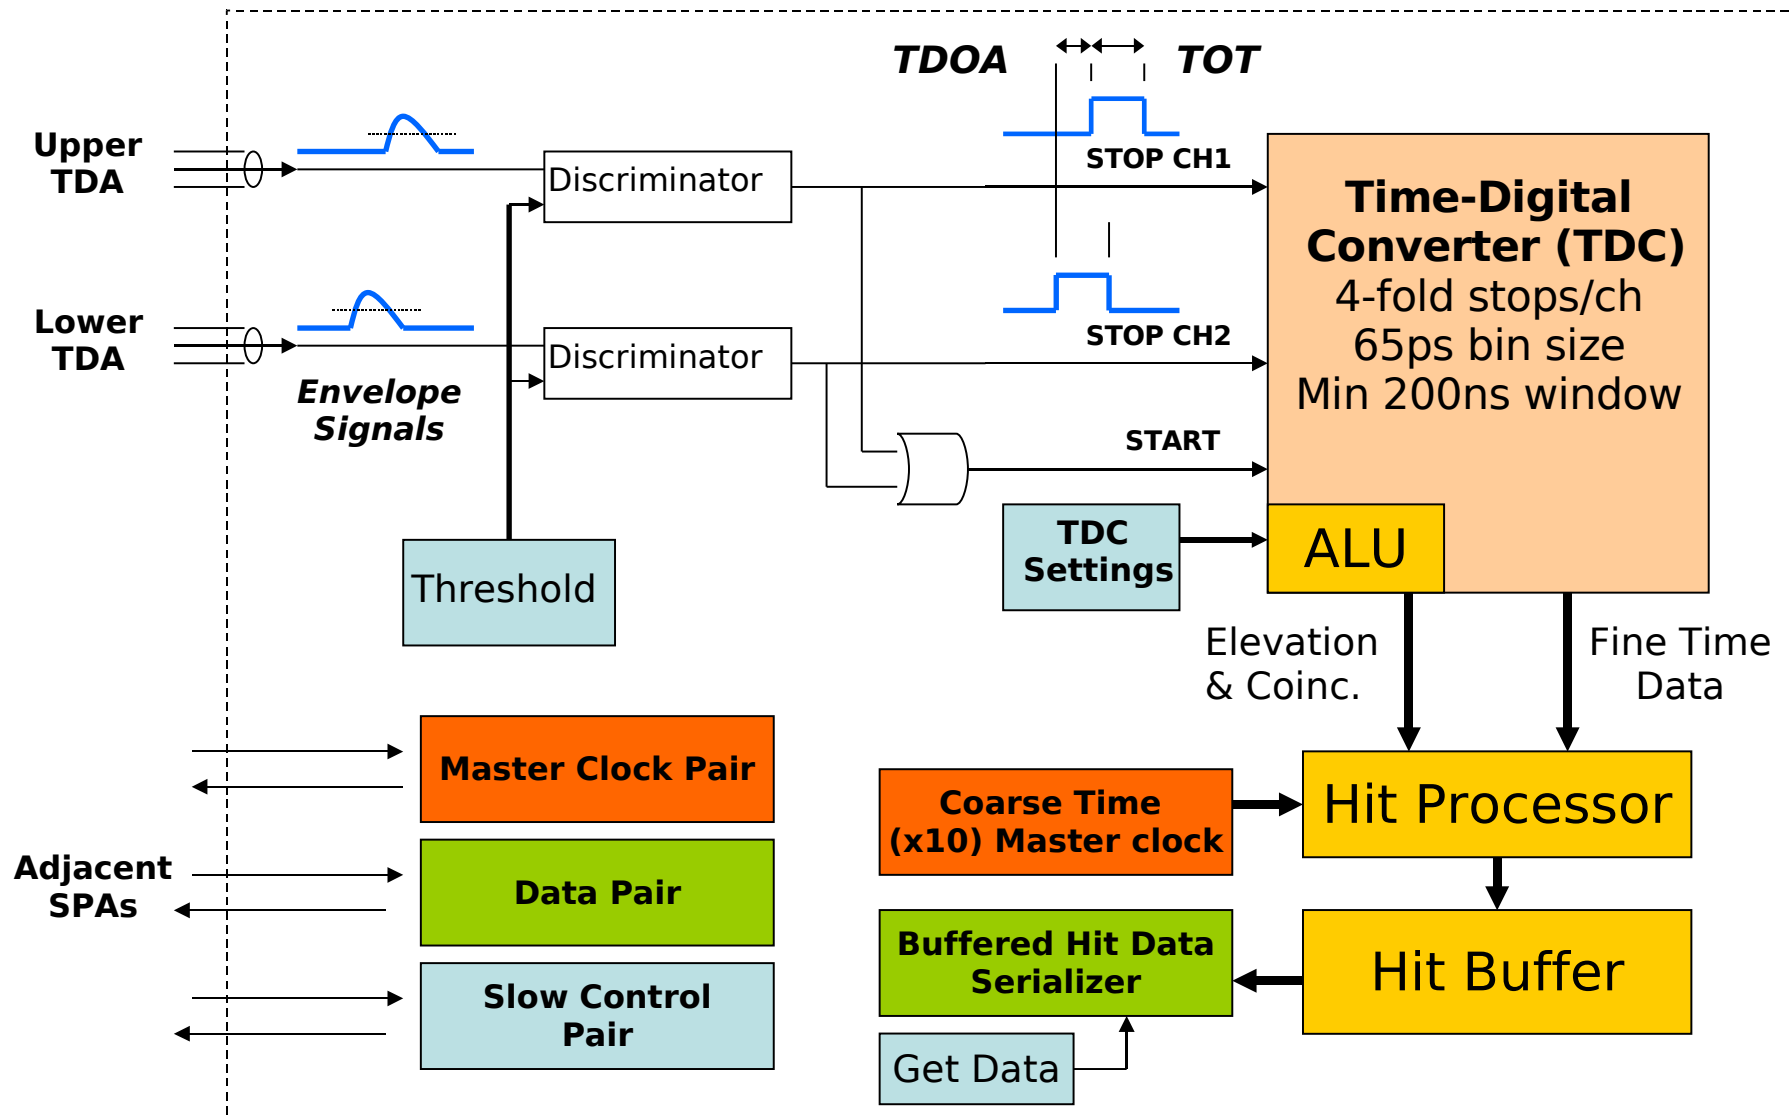 TDOA
TOT
Upper
TDA
Discriminator
STOP CH1
Time-Digital
Converter (TDC)
4-fold stops/ch
65ps bin size
Min 200ns window
Lower
TDA
Discriminator
STOP CH2
Envelope
Signals
START
TDC
Settings
ALU
Threshold
Elevation
& Coinc.
Fine Time
Data
Master Clock Pair
Coarse Time
(x10) Master clock
Hit Processor
Adjacent
SPAs
Data Pair
Buffered Hit Data
Serializer
Hit Buffer
Slow Control
Pair
Get Data